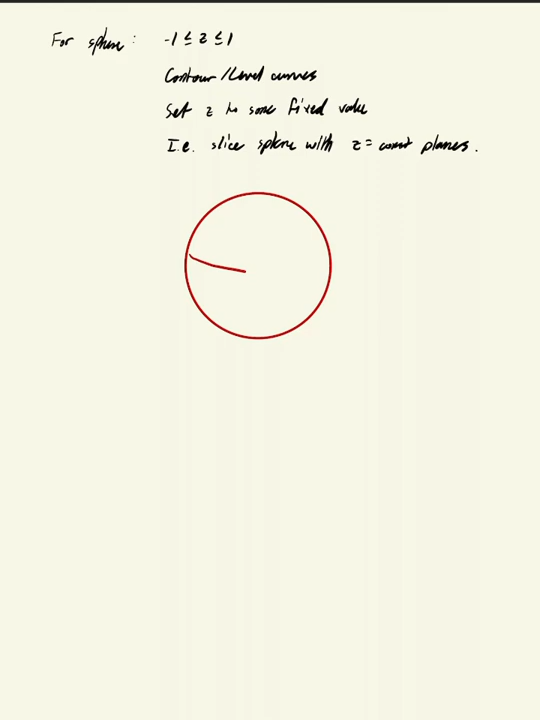 For sphere: -1 ≤ z ≤ 1
Contour/Level curves
Set z to some fixed value
I.e. slice sphere with z = const planes.